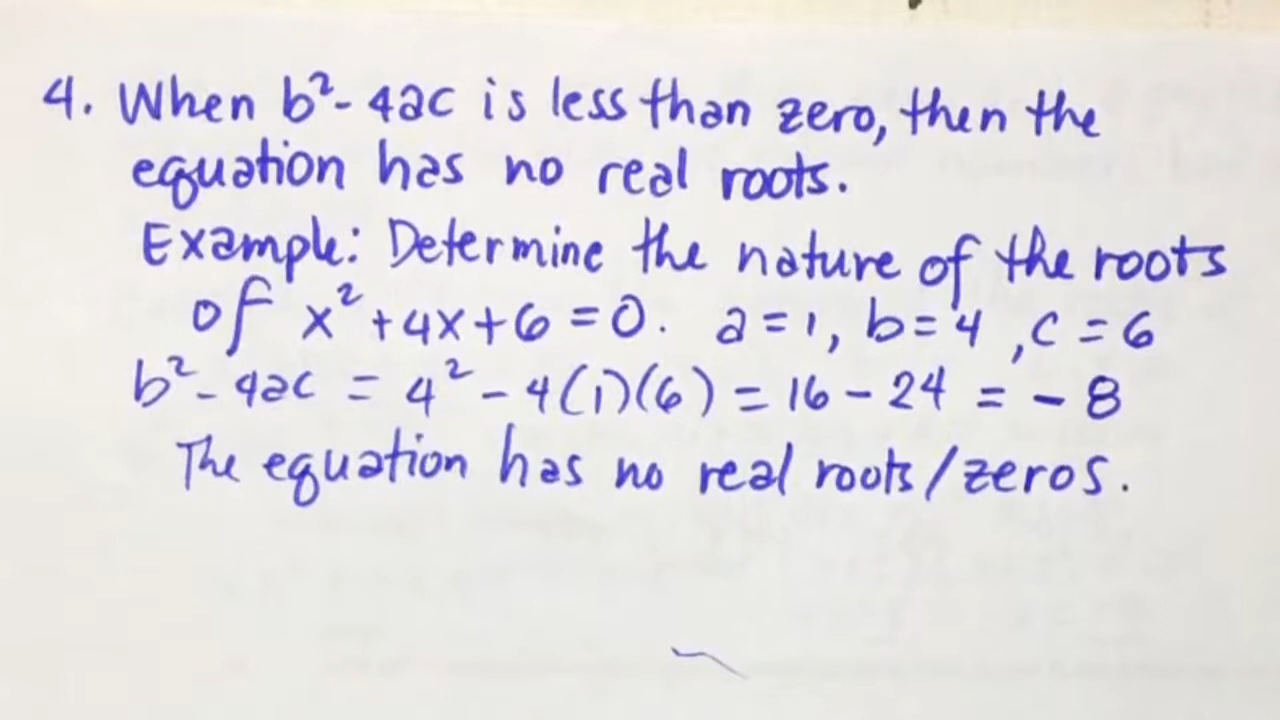 4. When b²- 4ac is less than zero, then the
equation has no real roots.
Example: Determine the nature of the roots
of x²+4x+6=0. a=1, b=4, c=6
b²-4ac = 4²-4(1)(6)=16-24 = -8
The equation has no real roots/zeros.